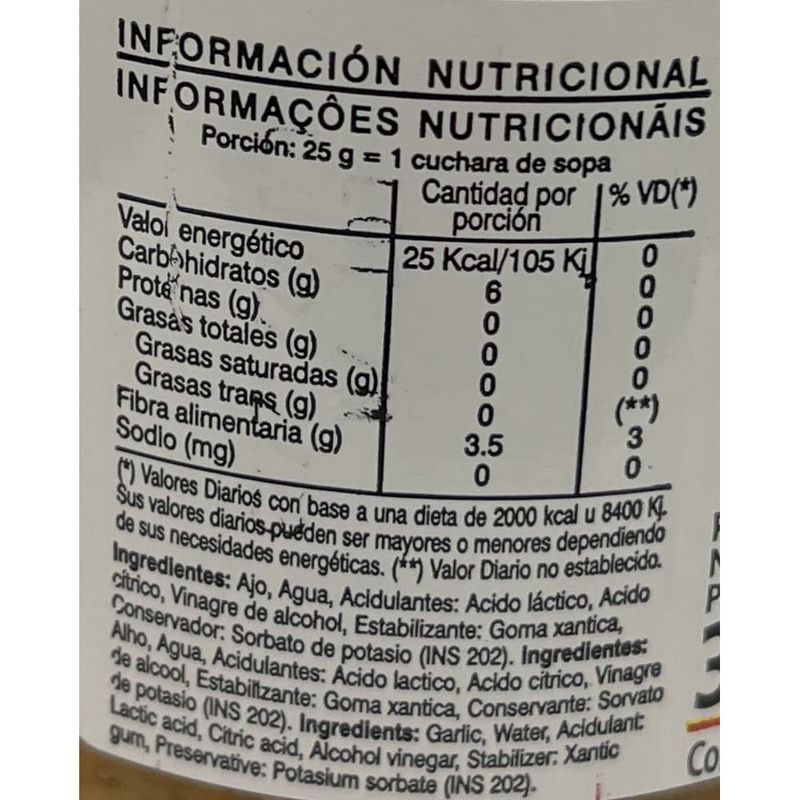 INFORMACIÓN NUTRICIONAL
INFORMAÇÔES NUTRICIONÃIS
Porción: 25 g = 1 cuchara de sopa
Cantidad por porción % VD(*)
Valor energético 25 Kcal/105 Kj 0
Carbohidratos (g) 6 0
Proteínas (g) 0 0
Grasas totales (g) 0 0
Grasas saturadas (g) 0 0
Grasas trans (g) 0 (**)
Fibra alimentaria (g) 3.5 3
Sodio (mg) 0 0
(*) Valores Diarios con base a una dieta de 2000 kcal u 8400 Kj.
Sus valores diarios pueden ser mayores o menores dependiendo
de sus necesidades energéticas. (**) Valor Diario no establecido.
Ingredientes: Ajo, Agua, Acidulantes: Acido láctico, Acido
cítrico, Vinagre de alcohol, Estabilizante: Goma xantica,
Conservador: Sorbato de potasio (INS 202). Ingredientes:
Alho, Agua, Acidulantes: Acido lactico, Acido citrico, Vinagre
de alcool, Estabilizante: Goma xantica, Conservante: Sorvato
de potasio (INS 202). Ingredients: Garlic, Water, Acidulant:
Lactic acid, Citric acid, Alcohol vinegar, Stabilizer: Xantic
gum, Preservative: Potasium sorbate (INS 202).
Co